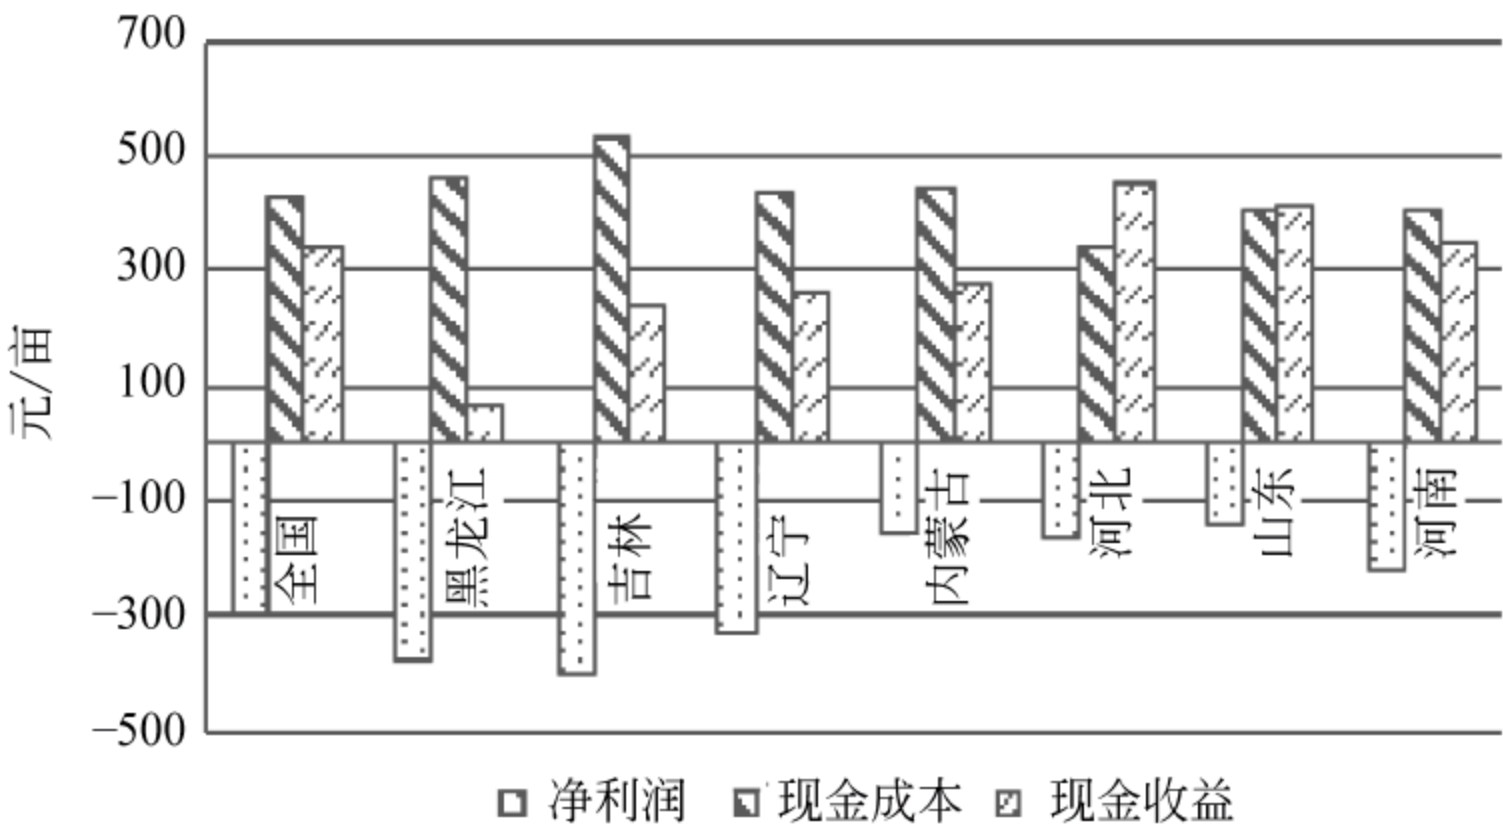 700
500
300
100
−100
−300
−500
元/亩
全国
黑龙江
吉林
辽宁
内蒙古
河北
山东
河南
净利润 现金成本 现金收益